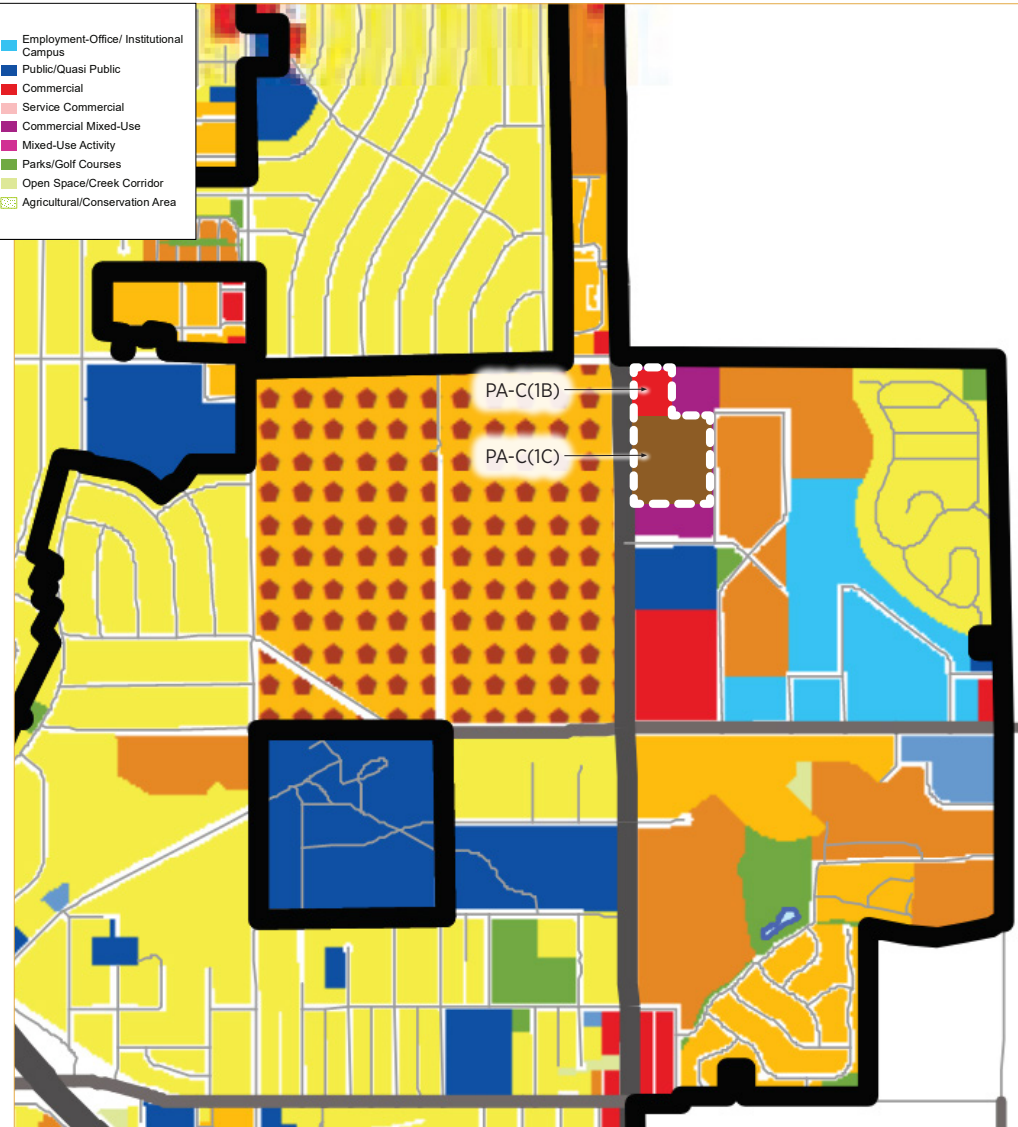 Employment-Office/ Institutional
Campus
Public/Quasi Public
Commercial
Service Commercial
Commercial Mixed-Use
Mixed-Use Activity
Parks/Golf Courses
Open Space/Creek Corridor
Agricultural/Conservation Area
PA-C(1B)
PA-C(1C)